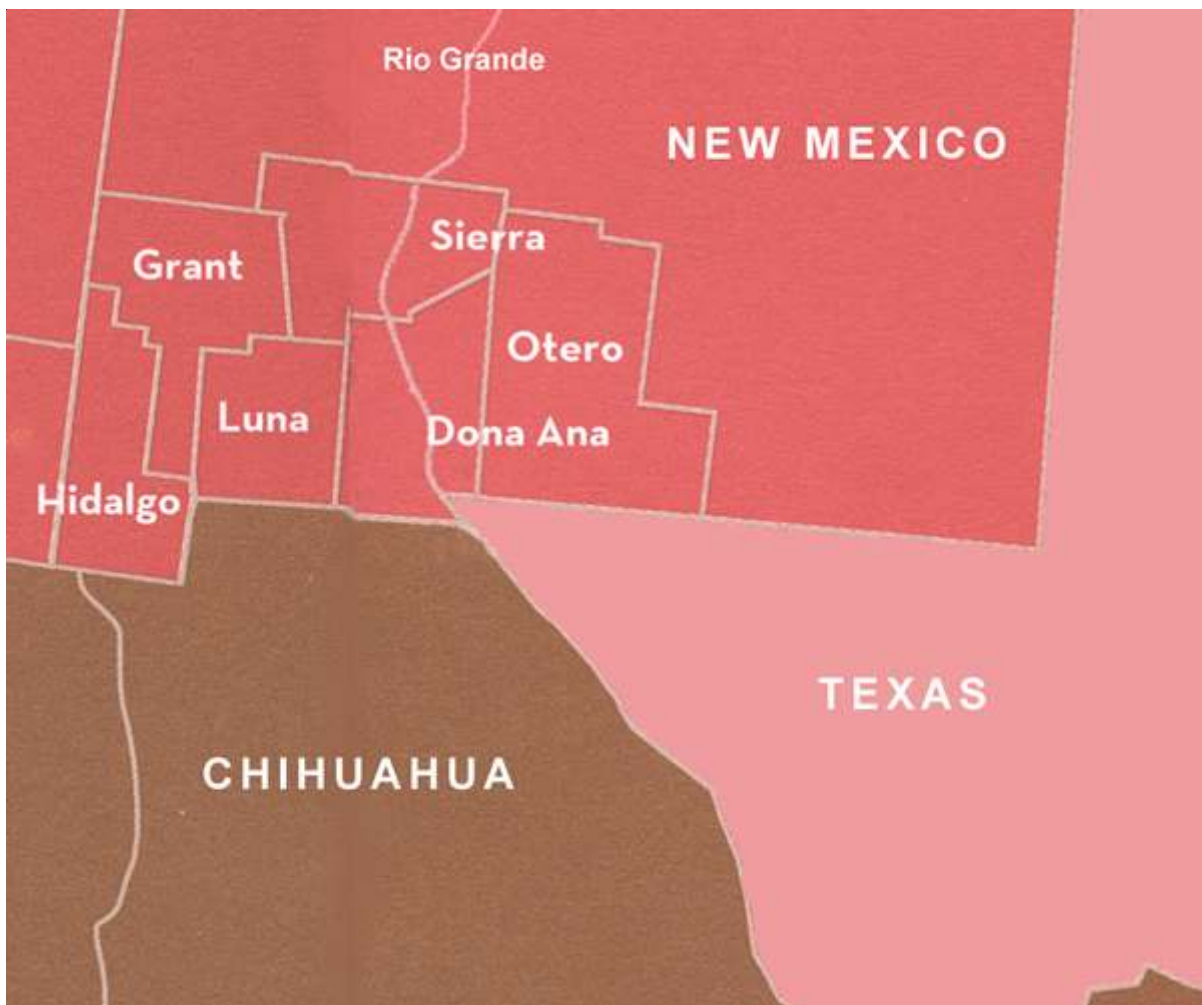 Rio Grande
NEW MEXICO
Sierra
Grant
Otero
Luna
Dona Ana
Hidalgo
TEXAS
CHIHUAHUA